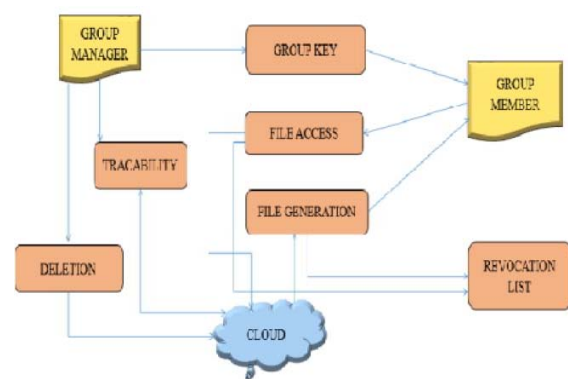 GROUP
MANAGER
GROUP KEY
GROUP
MEMBER
FILE ACCESS
TRACABILITY
FILE GENERATION
DELETION
REVOCATION
LIST
CLOUD